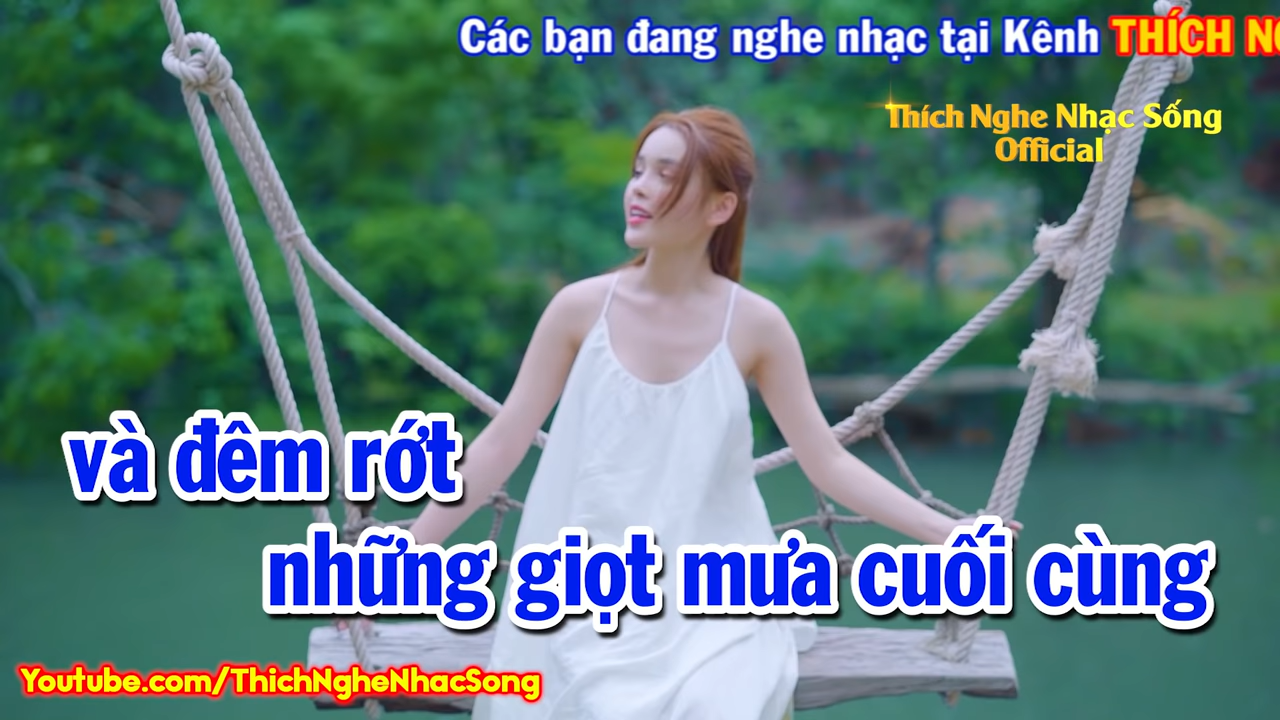 Các bạn đang nghe nhạc tại Kênh THÍCH
Thích Nghe Nhạc Sống
Official
và đêm rớt
những giọt mưa cuối cùng
Youtube.com/ThichNgheNhacSong